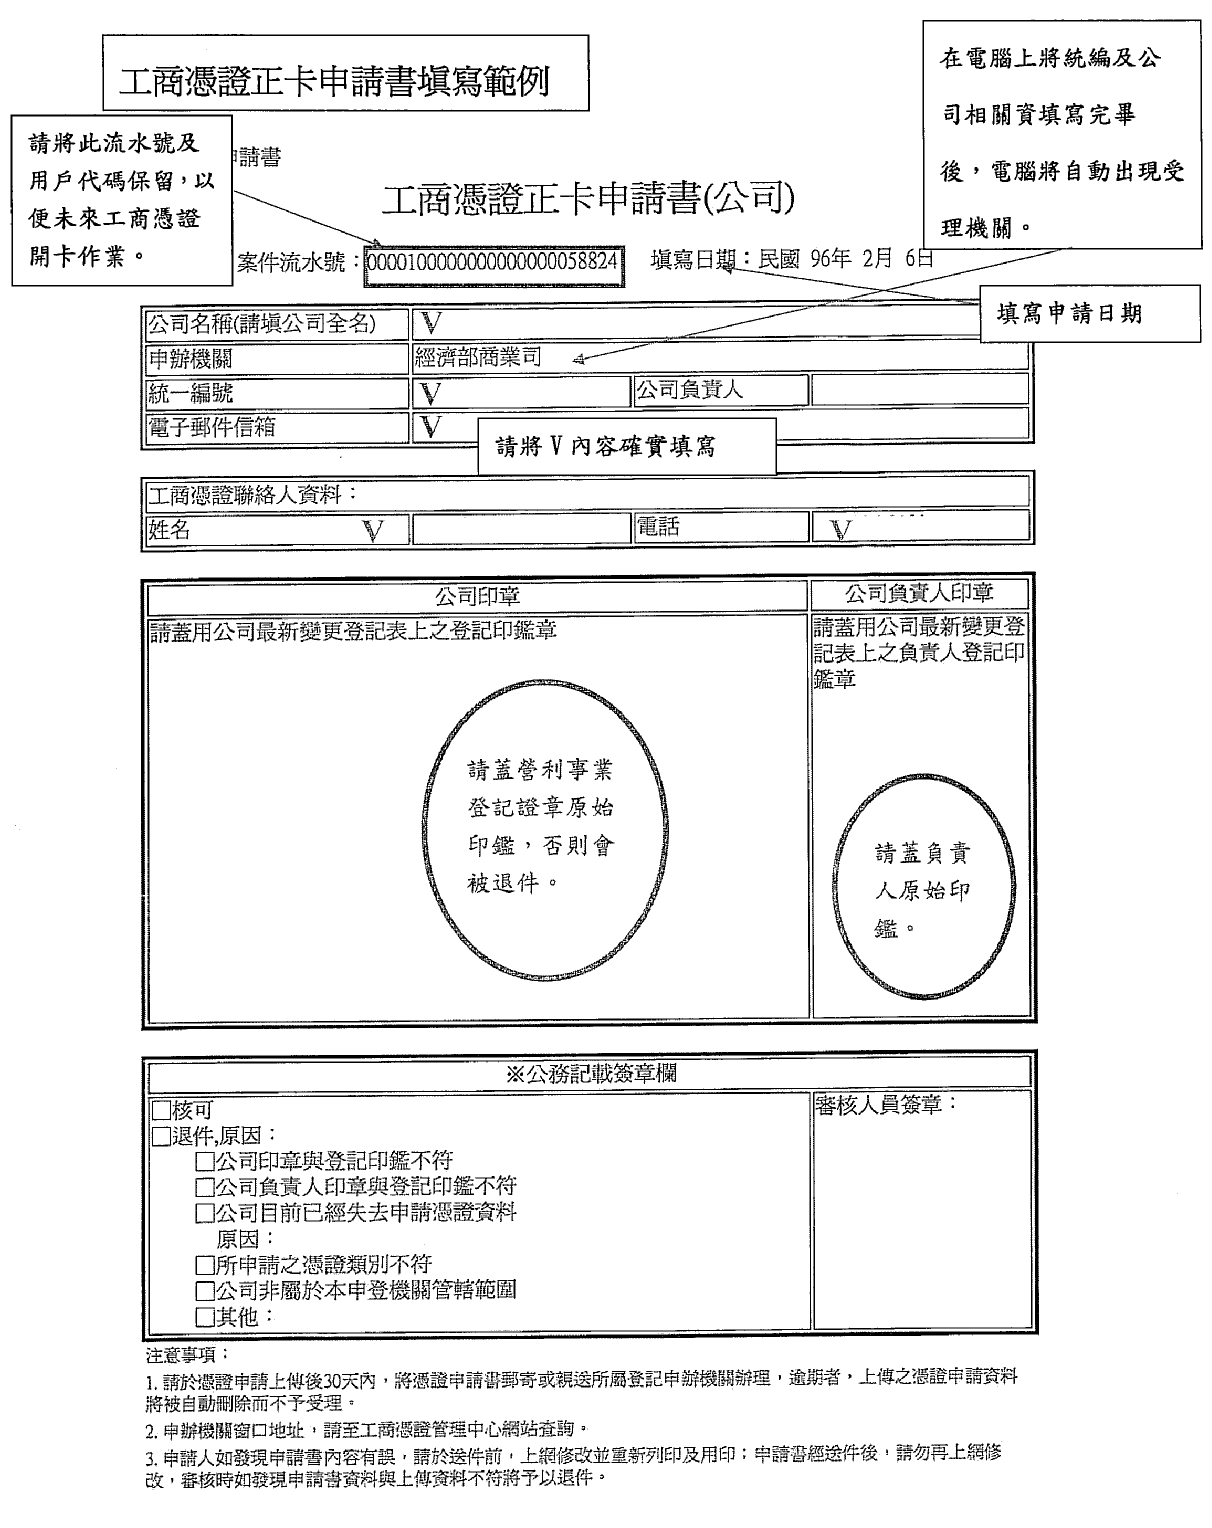 工商憑證正卡申請書填寫範例
在電腦上將統編及公
司相關資填寫完畢
後，電腦將自動出現受
理機關。
請將此流水號及
用戶代碼保留，以
便未來工商憑證
開卡作業。
申請書
工商憑證正卡申請書(公司)
案件流水號：
填寫日期：民國 96年 2月 6日
填寫申請日期
公司名稱(請填公司全名) V
申辦機關 經濟部商業司
統一編號 V 公司負責人
電子郵件信箱 V
請將 V 內容確實填寫
工商憑證聯絡人資料：
姓名 V 電話 V
公司印章 公司負責人印章
請蓋用公司最新變更登記表上之登記印鑑章
請蓋用公司最新變更登
記表上之負責人登記印
鑑章
請蓋營利事業
登記證章原始
印鑑，否則會
被退件。
請蓋負責
人原始印
鑑。
※公務記載簽章欄
□核可
審核人員簽章：
□退件,原因：
□公司印章與登記印鑑不符
□公司負責人印章與登記印鑑不符
□公司目前已經失去申請憑證資料
原因：
□所申請之憑證類別不符
□公司非屬於本申登機關管轄範圍
□其他：
注意事項：
1. 請於憑證申請上傳後30天內，將憑證申請書郵寄或親送所屬登記申辦機關辦理，逾期者，上傳之憑證申請資料
將被自動刪除而不予受理。
2. 申辦機關窗口地址，請至工商憑證管理中心網站查詢。
3. 申請人如發現申請書內容有誤，請於送件前，上網修改並重新列印及用印；申請書經送件後，請勿再上網修
改，審核時如發現申請書資料與上傳資料不符將予以退件。